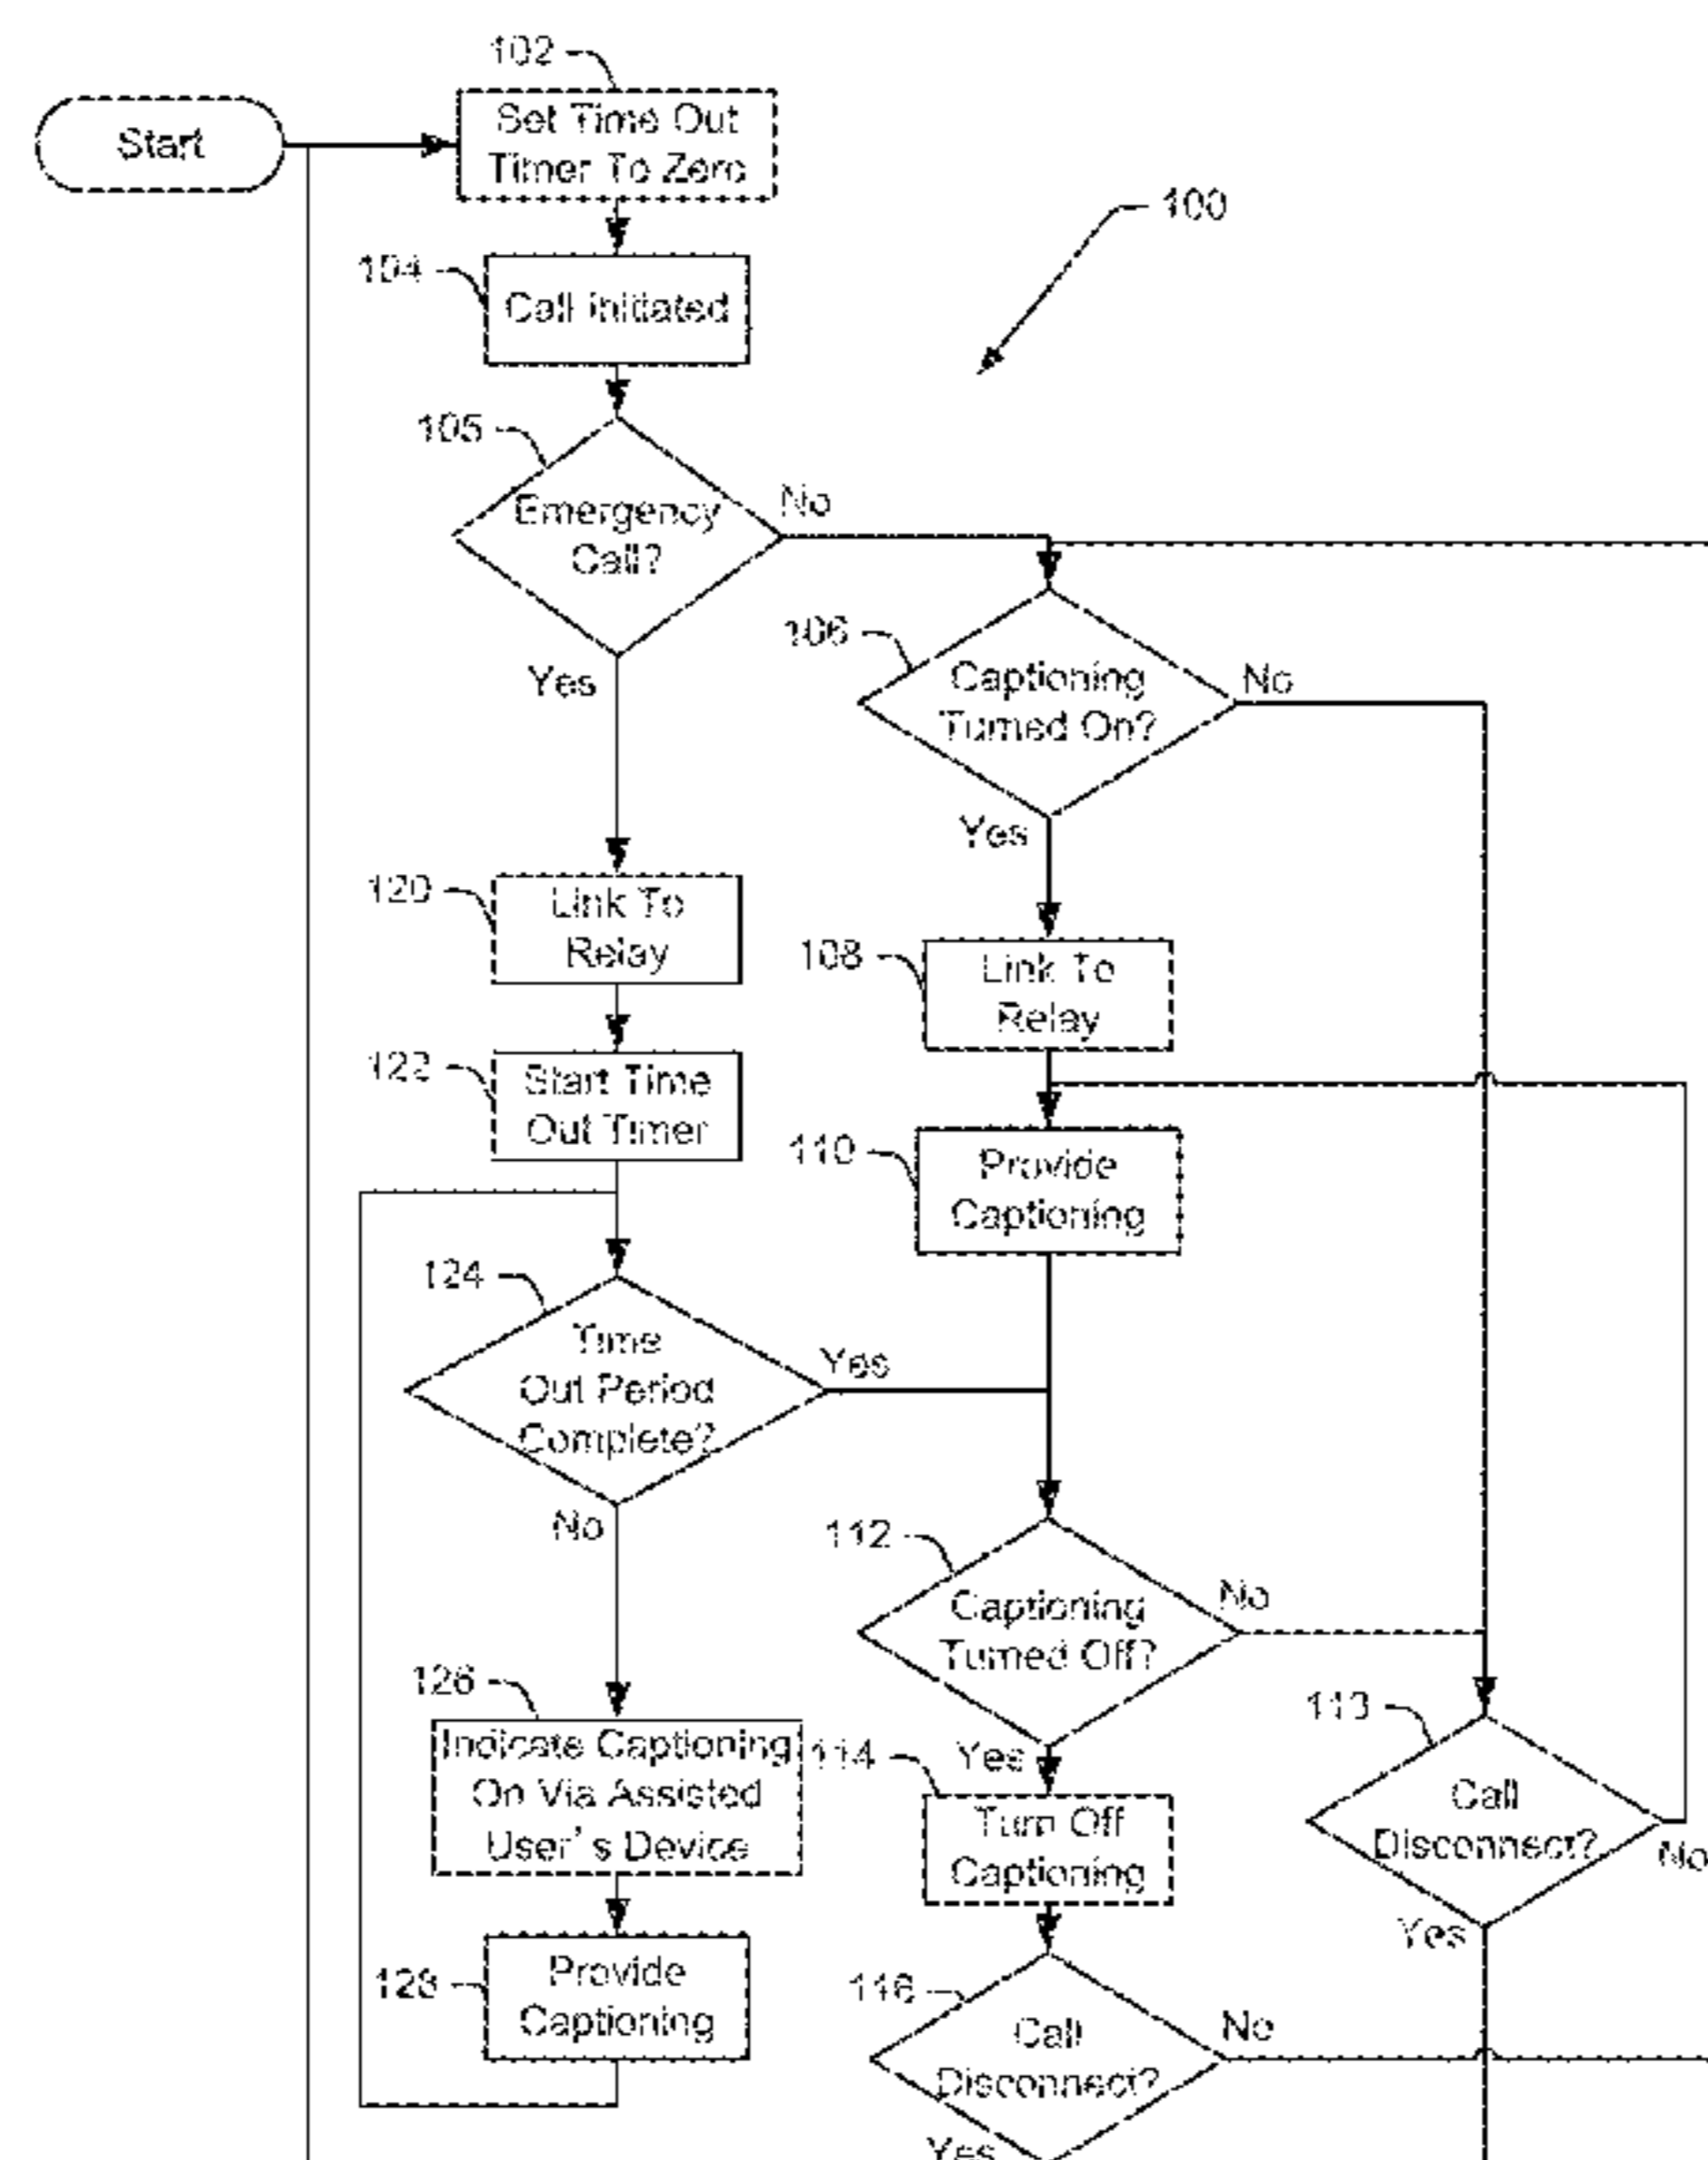 102
Start
Set Time Out
Timer To Zero
100
104
Call Initiated
105
Emergency
Call?
No
Yes
106
Captioning
Turned On?
No
Yes
120
Link To
Relay
108
Link To
Relay
122
Start Time
Out Timer
110
Provide
Captioning
124
Time
Out Period
Complete?
Yes
No
112
Captioning
Turned Off?
No
Yes
126
Indicate Captioning
On Via Assisted
User's Device
114
Turn Off
Captioning
113
Call
Disconnect?
No
Yes
128
Provide
Captioning
116
Call
Disconnect?
No
Yes